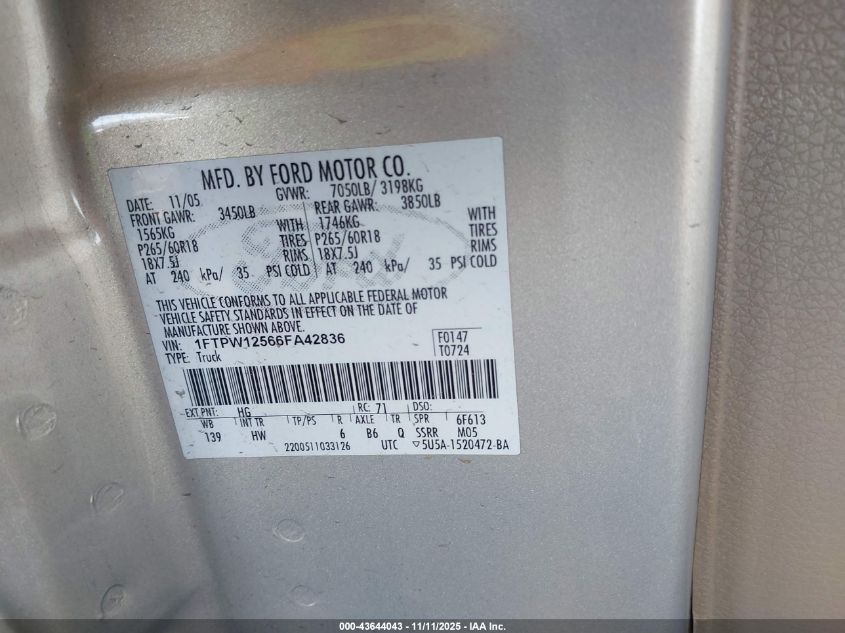 MFD. BY FORD MOTOR CO.
DATE: 11/05 GVWR: 7050LB/ 3198KG
FRONT GAWR: 3450LB REAR GAWR: 3850LB
1565KG WITH 1746KG WITH
P265/60R18 TIRES P265/60R18 TIRES
18X7.5J RIMS 18X7.5J RIMS
AT 240 kPa/ 35 PSI COLD AT 240 kPa/ 35 PSI COLD
THIS VEHICLE CONFORMS TO ALL APPLICABLE FEDERAL MOTOR
VEHICLE SAFETY STANDARDS IN EFFECT ON THE DATE OF
MANUFACTURE SHOWN ABOVE.
VIN: 1FTPW12566FA42836 F0147
TYPE: Truck T0724
EXT.PNT: HG RC: 71 DSO:
WB INT TR TP/PS R AXLE TR SPR 6F613
139 HW 6 B6 Q SSRR M05
2200511033126 UTC ▽5U5A-1520472-BA
000-43644043 - 11/11/2025 - IAA Inc.